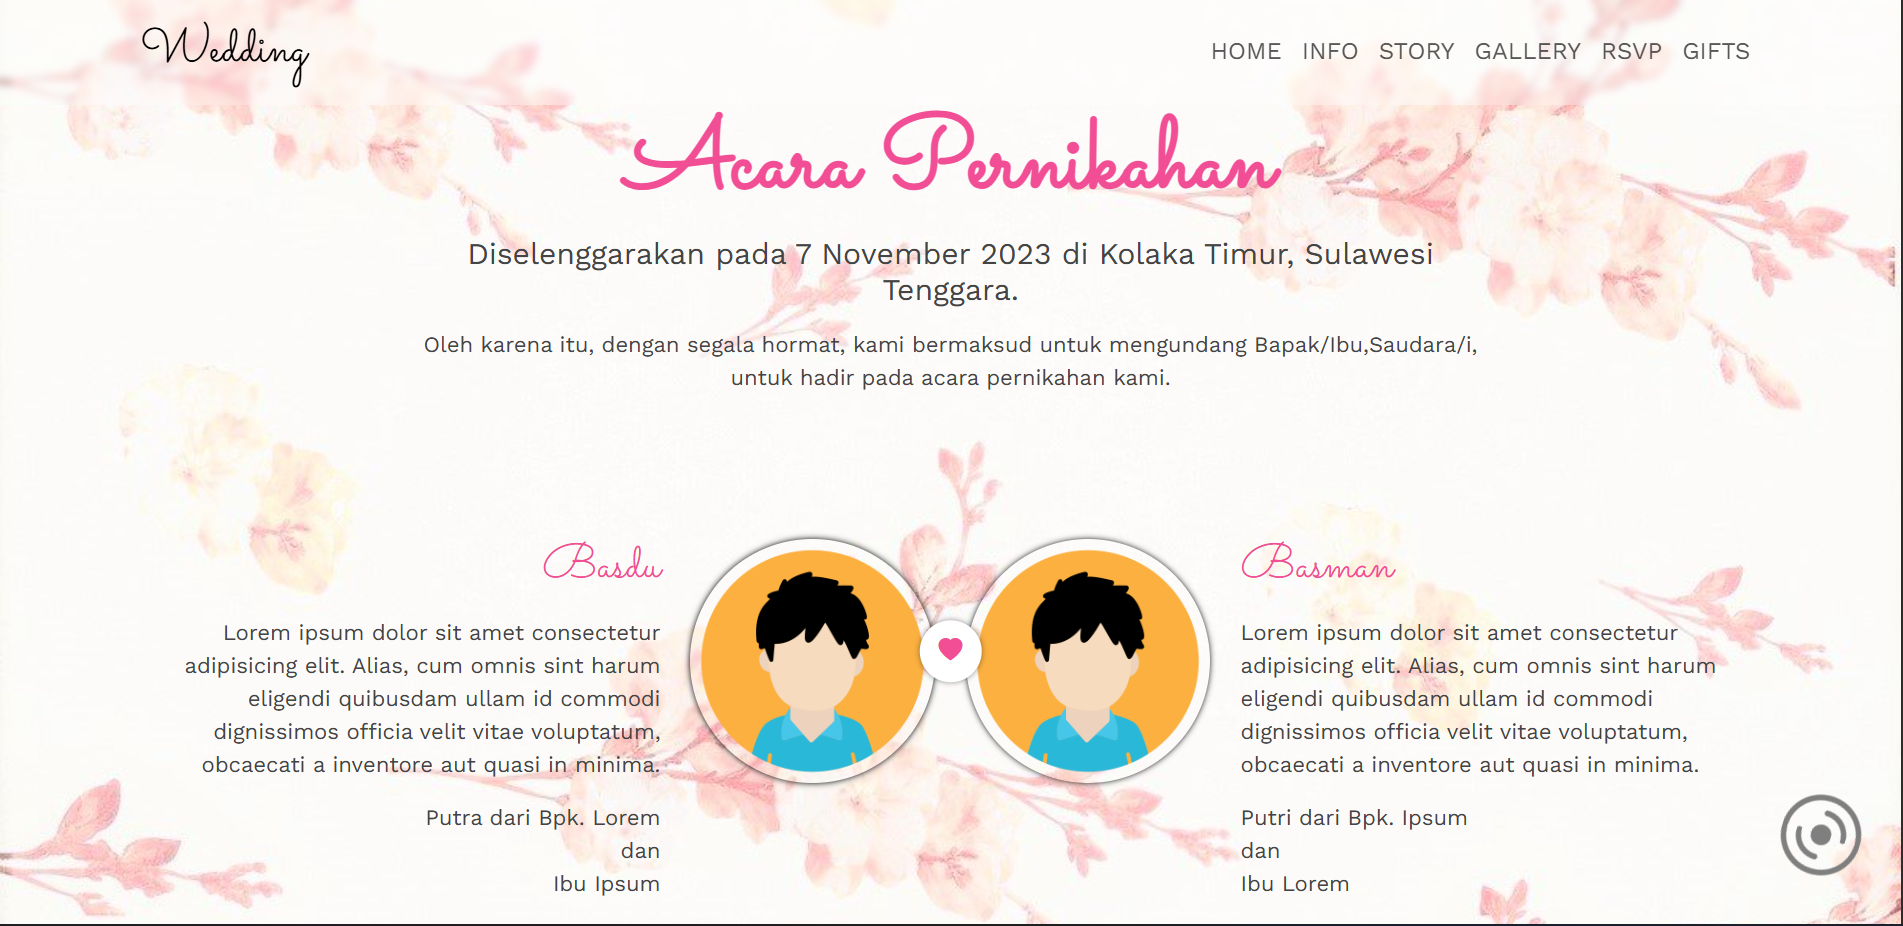 Wedding
HOME INFO STORY GALLERY RSVP GIFTS
Acara Pernikahan
Diselenggarakan pada 7 November 2023 di Kolaka Timur, Sulawesi
Tenggara.
Oleh karena itu, dengan segala hormat, kami bermaksud untuk mengundang Bapak/Ibu,Saudara/i,
untuk hadir pada acara pernikahan kami.
Basdu
Lorem ipsum dolor sit amet consectetur
adipisicing elit. Alias, cum omnis sint harum
eligendi quibusdam ullam id commodi
dignissimos officia velit vitae voluptatum,
obcaecati a inventore aut quasi in minima.
Putra dari Bpk. Lorem
dan
Ibu Ipsum
Basman
Lorem ipsum dolor sit amet consectetur
adipisicing elit. Alias, cum omnis sint harum
eligendi quibusdam ullam id commodi
dignissimos officia velit vitae voluptatum,
obcaecati a inventore aut quasi in minima.
Putri dari Bpk. Ipsum
dan
Ibu Lorem